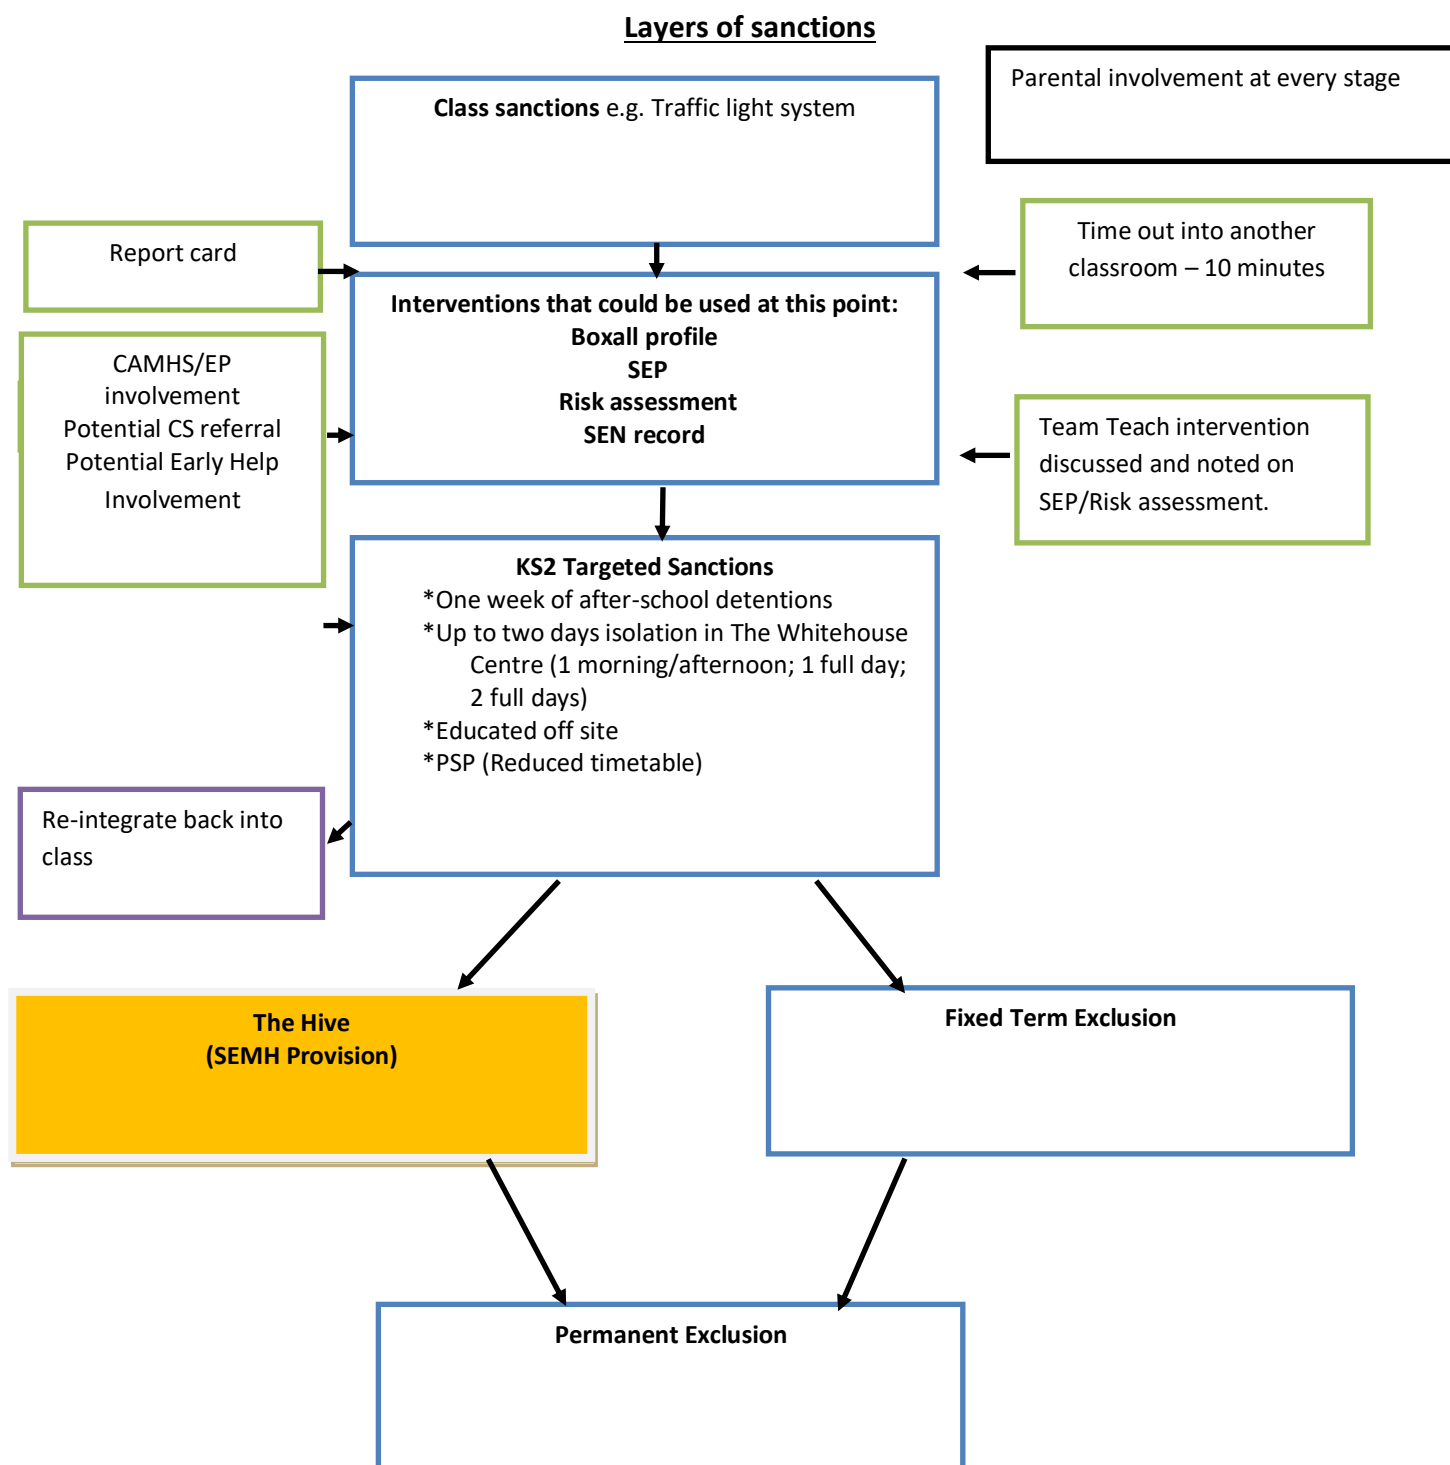 Layers of sanctions
Parental involvement at every stage
Class sanctions e.g. Traffic light system
Report card
Time out into another
classroom – 10 minutes
Interventions that could be used at this point:
Boxall profile
SEP
Risk assessment
SEN record
CAMHS/EP
involvement
Potential CS referral
Potential Early Help
Involvement
Team Teach intervention
discussed and noted on
SEP/Risk assessment.
KS2 Targeted Sanctions
*One week of after-school detentions
*Up to two days isolation in The Whitehouse
Centre (1 morning/afternoon; 1 full day;
2 full days)
*Educated off site
*PSP (Reduced timetable)
Re-integrate back into
class
The Hive
(SEMH Provision)
Fixed Term Exclusion
Permanent Exclusion